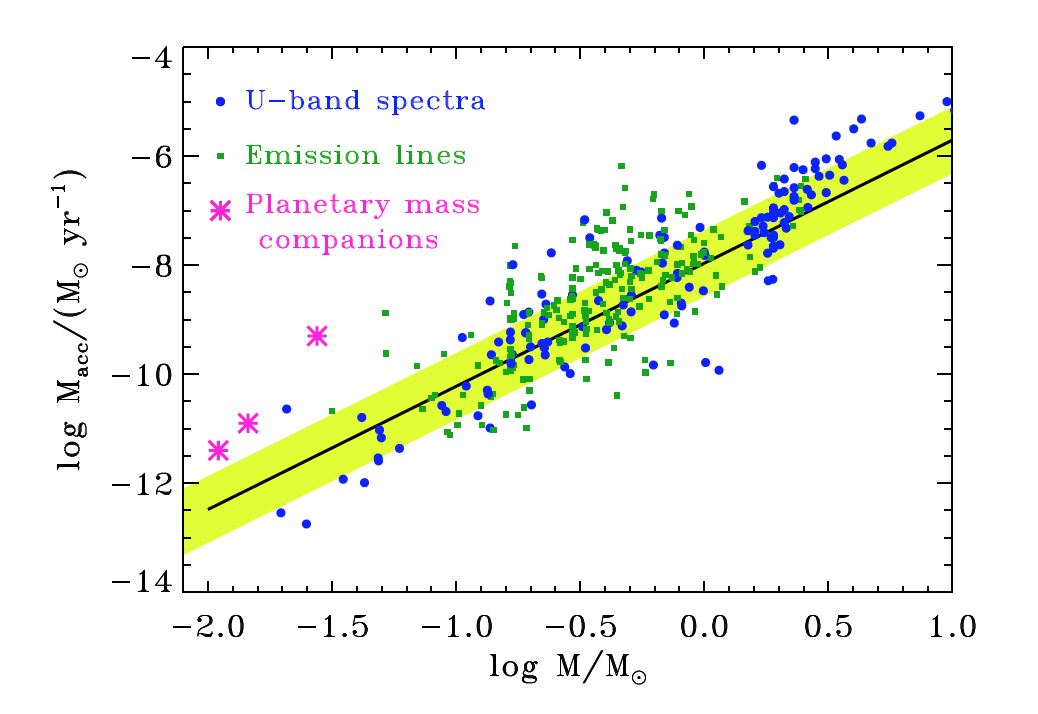 −4
−6
−8
−10
−12
−14
log Macc/(M⊙ yr−1)
U−band spectra
Emission lines
Planetary mass
companions
−2.0 −1.5 −1.0 −0.5 0.0 0.5 1.0
log M/M⊙